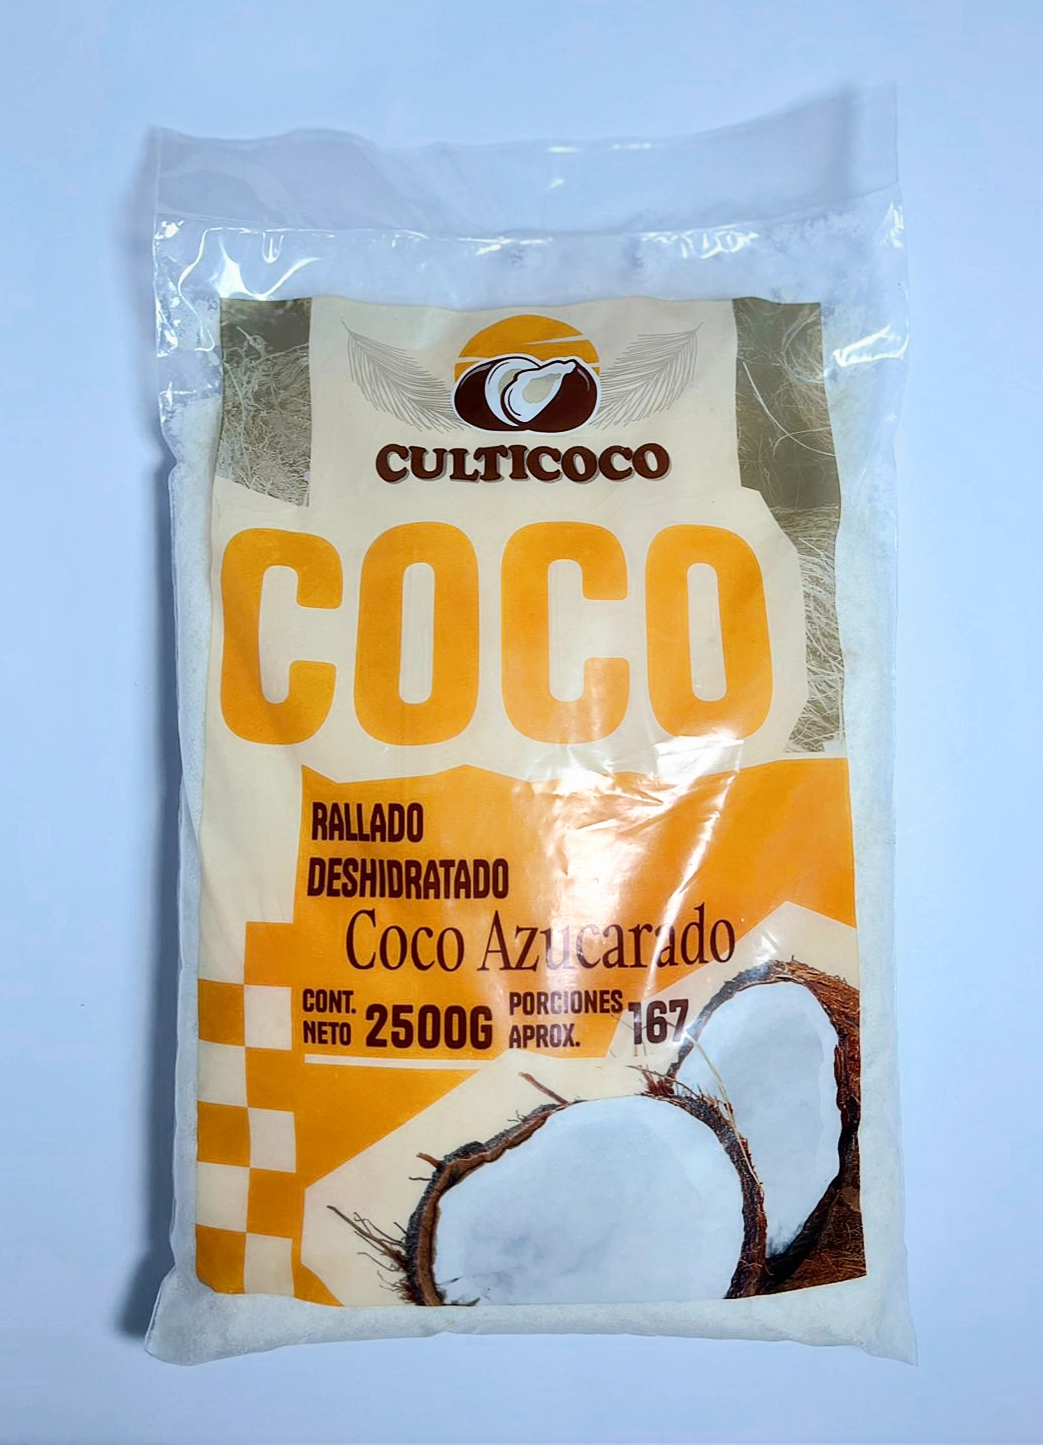 CULTICOCO
COCO
RALLADO
DESHIDRATADO
Coco Azucarado
CONT. NETO 2500G PORCIONES APROX. 167